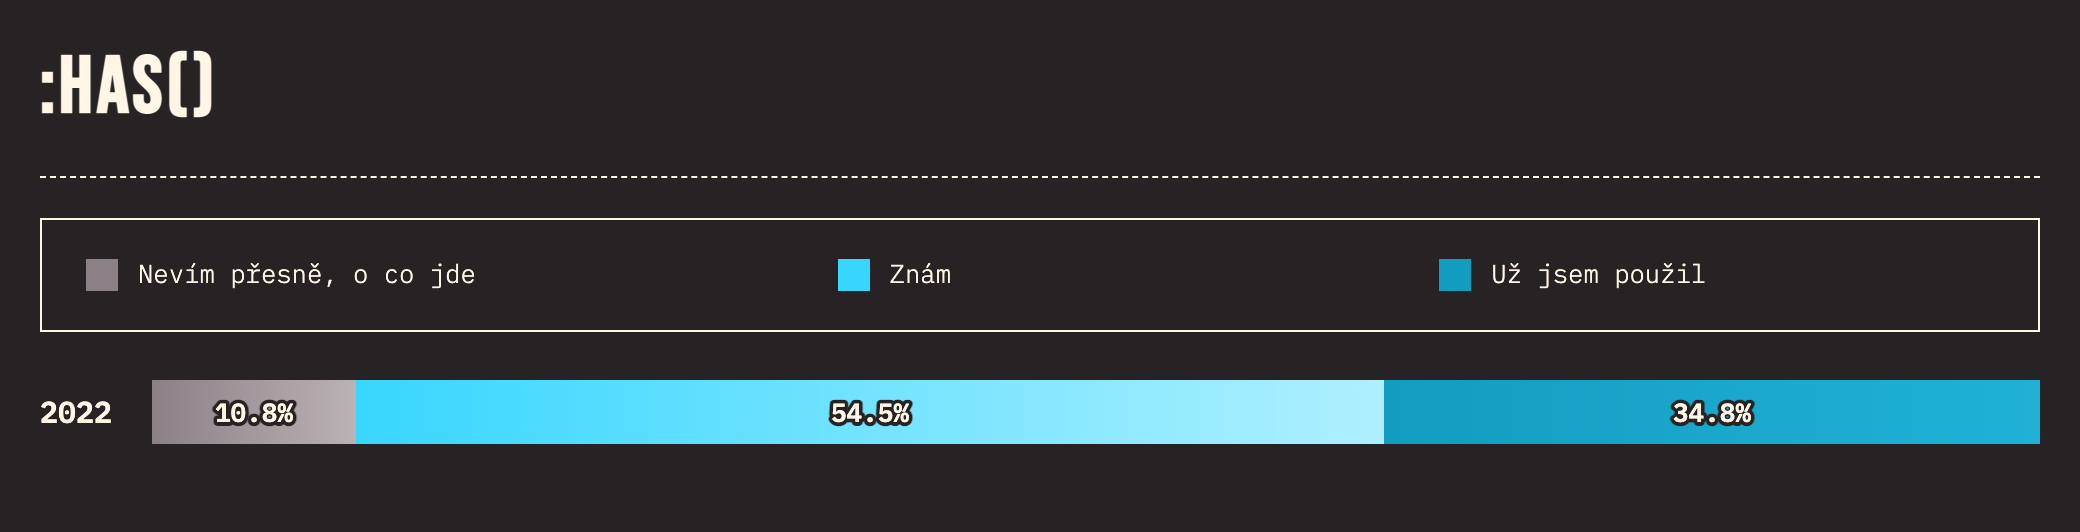 :HAS()
Nevím přesně, o co jde
Znám
Už jsem použil
2022 10.8% 54.5% 34.8%